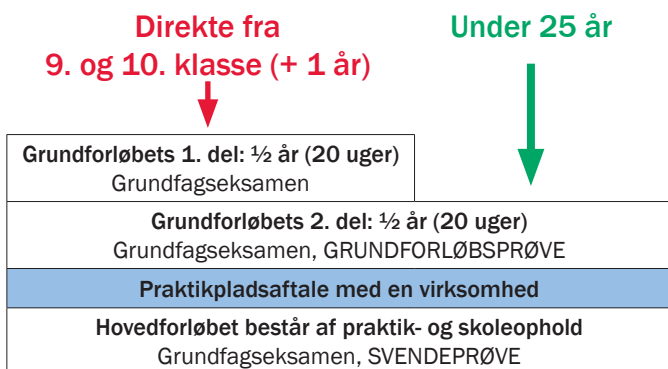 Direkte fra
9. og 10. klasse (+ 1 år)
Under 25 år
Grundforløbets 1. del: ½ år (20 uger)
Grundfagseksamen
Grundforløbets 2. del: ½ år (20 uger)
Grundfagseksamen, GRUNDFORLØBSPRØVE
Praktikpladsaftale med en virksomhed
Hovedforløbet består af praktik- og skoleophold
Grundfagseksamen, SVENDEPRØVE